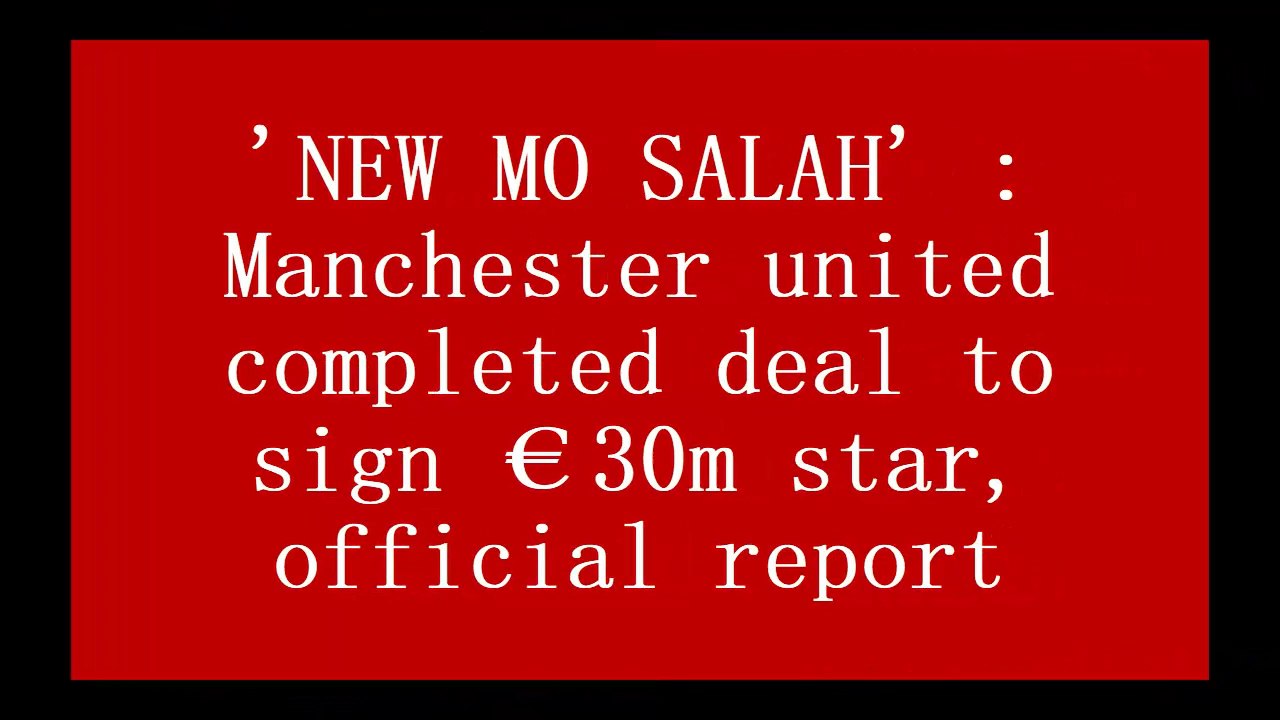 ’NEW MO SALAH’ :
Manchester united
completed deal to
sign €30m star,
official report